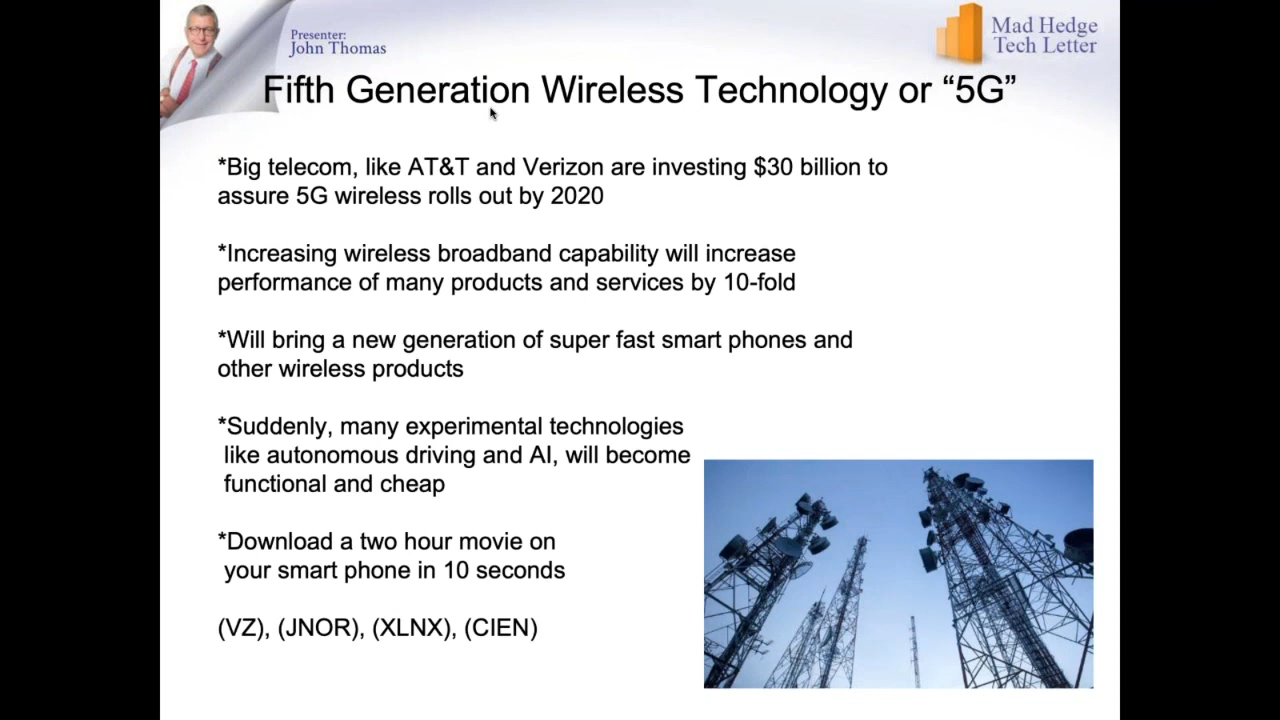 Presenter:
John Thomas
Mad Hedge
Tech Letter
Fifth Generation Wireless Technology or “5G”
*Big telecom, like AT&T and Verizon are investing $30 billion to
assure 5G wireless rolls out by 2020
*Increasing wireless broadband capability will increase
performance of many products and services by 10-fold
*Will bring a new generation of super fast smart phones and
other wireless products
*Suddenly, many experimental technologies
like autonomous driving and AI, will become
functional and cheap
*Download a two hour movie on
your smart phone in 10 seconds
(VZ), (JNOR), (XLNX), (CIEN)